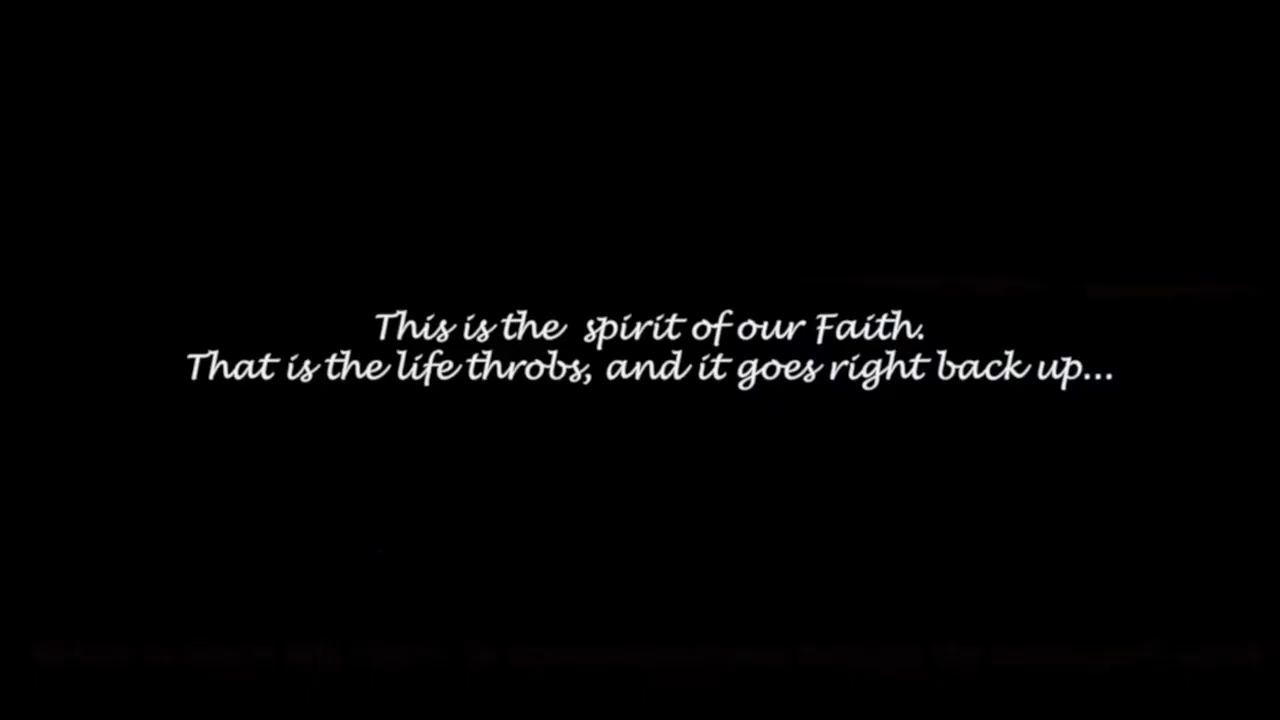 This is the spirit of our Faith.
That is the life throbs, and it goes right back up...